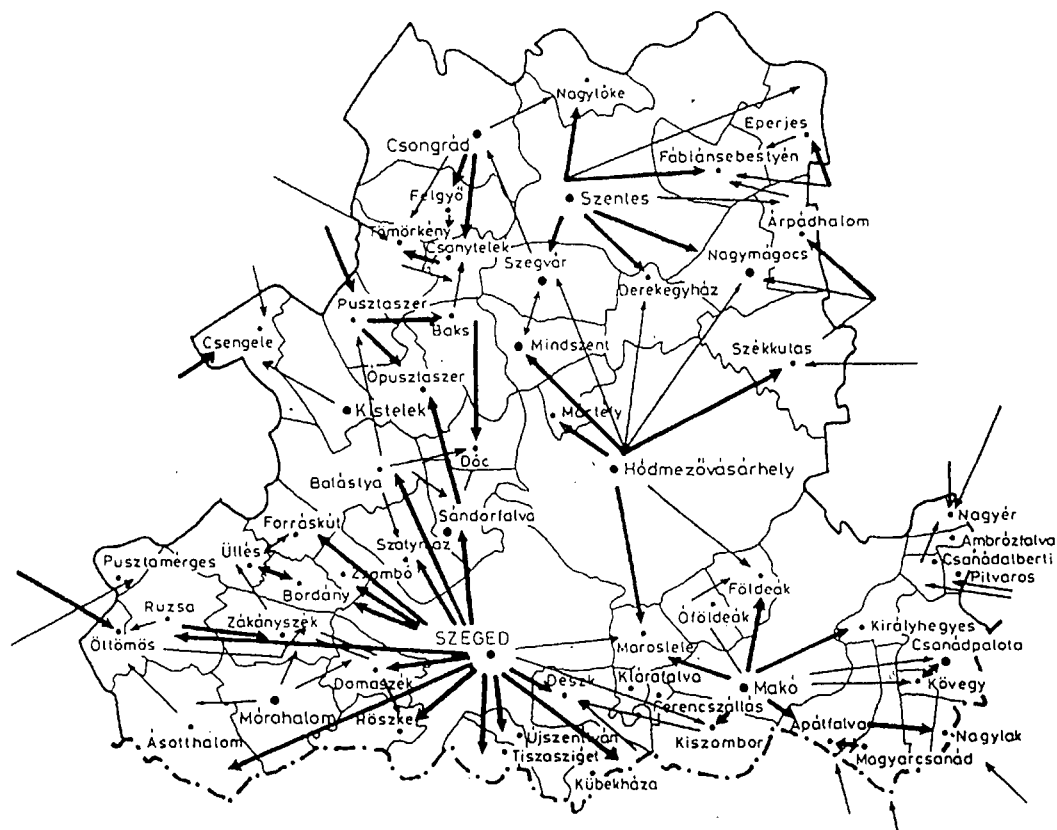 Nagytőke
Eperjes
Csongrád
Fábiánsebestyén
Felgyő
Szentes
Árpádhalom
Tömörkény
Csanytelek
Szegvár
Nagymágocs
Derekegyház
Pusztaszer
Baks
Csengele
Mindszent
Székkutas
Ópusztaszer
Kistelek
Mártély
Dóc
Hódmezővásárhely
Balástya
Sándorfalva
Nagyér
Forráskút
Ambrózfalva
Szatymaz
Csanádalberti
Üllés
Pusztamérges
Zsombó
Pitvaros
Bordány
Földeák
Ruzsa
Óföldeák
Zákányszék
Királyhegyes
SZEGED
Öttömös
Maroslele
Csanádpalota
Domaszék
Deszk
Klárafalva
Makó
Kövegy
Ferencszállás
Mórahalom
Röszke
Apátfalva
Ásotthalom
Újszentiván
Kiszombor
Nagylak
Tiszasziget
Magyarcsanád
Kübekháza